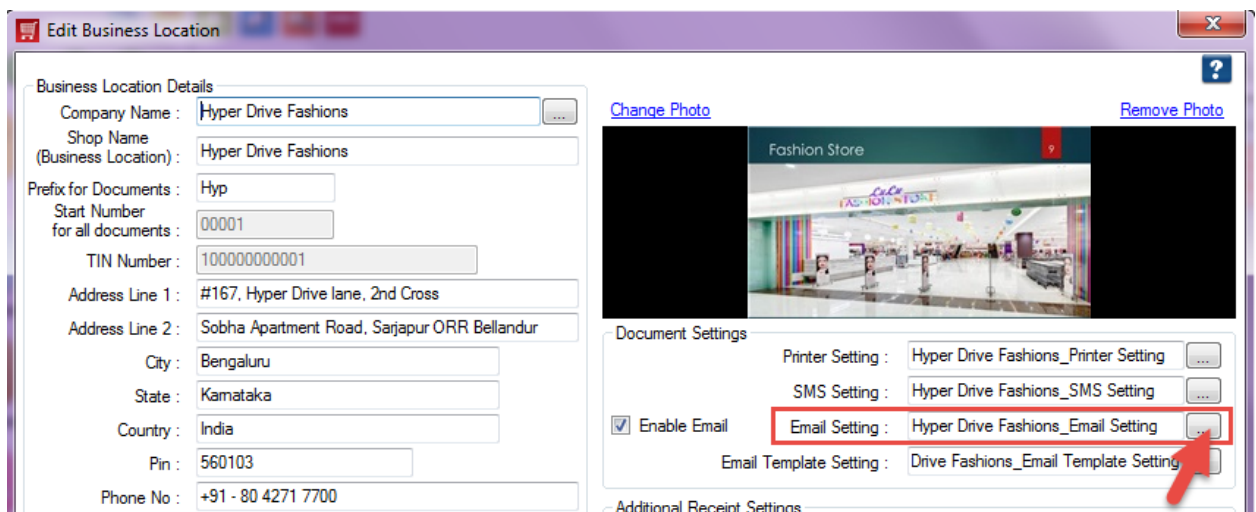 Edit Business Location
X
?
Business Location Details
Company Name : Hyper Drive Fashions ...
Shop Name
(Business Location) : Hyper Drive Fashions
Prefix for Documents : Hyp
Start Number
for all documents : 00001
TIN Number : 100000000001
Address Line 1 : #167, Hyper Drive lane, 2nd Cross
Address Line 2 : Sobha Apartment Road, Sarjapur ORR Bellandur
City : Bengaluru
State : Karnataka
Country : India
Pin : 560103
Phone No : +91 - 80 4271 7700
Change Photo Remove Photo
Fashion Store 9
LuLu
FASHION STORE
Document Settings
Printer Setting : Hyper Drive Fashions_Printer Setting ...
SMS Setting : Hyper Drive Fashions_SMS Setting ...
Enable Email Email Setting : Hyper Drive Fashions_Email Setting ...
Email Template Setting : Drive Fashions_Email Template Setting
Additional Receipt Settings